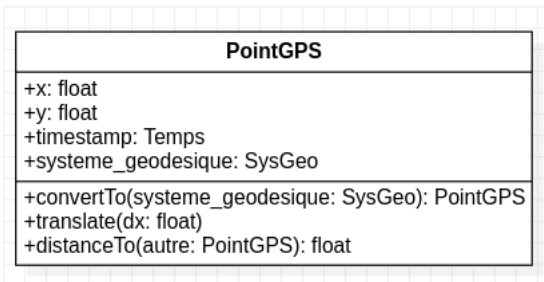 PointGPS
+x: float
+y: float
+timestamp: Temps
+systeme_geodesique: SysGeo
+convertTo(systeme_geodesique: SysGeo): PointGPS
+translate(dx: float)
+distanceTo(autre: PointGPS): float